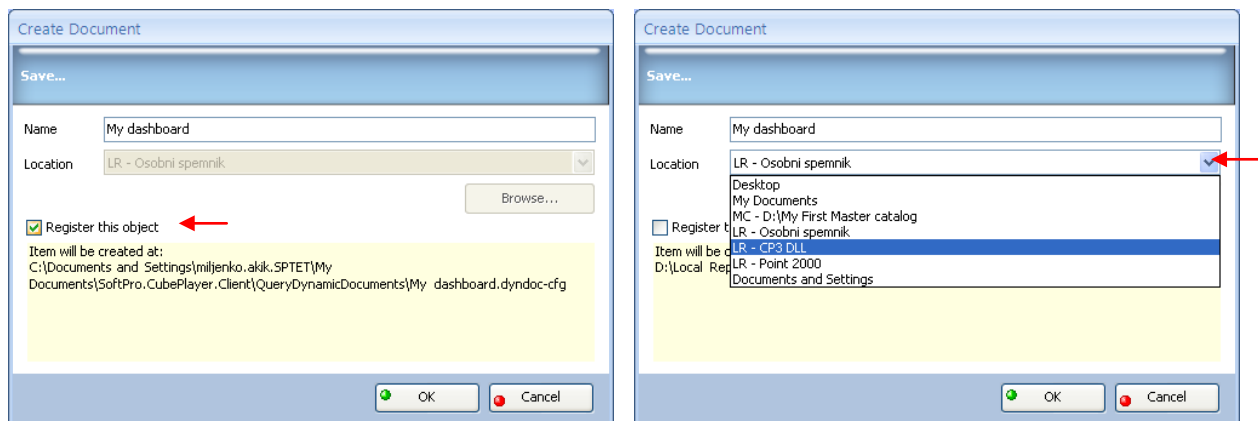 Create Document
Save...
Name My dashboard
Location LR - Osobni spemnik
Browse...
Register this object
Item will be created at:
C:\Documents and Settings\miljenko.akik.SPTET\My
Documents\SoftPro.CubePlayer.Client\QueryDynamicDocuments\My dashboard.dyndoc-cfg
OK Cancel
Create Document
Save...
Name My dashboard
Location LR - Osobni spemnik
Desktop
My Documents
MC - D:\My First Master catalog
LR - Osobni spemnik
Register
LR - CP3 DLL
Item will be
LR - Point 2000
D:\Local
Documents and Settings
OK Cancel